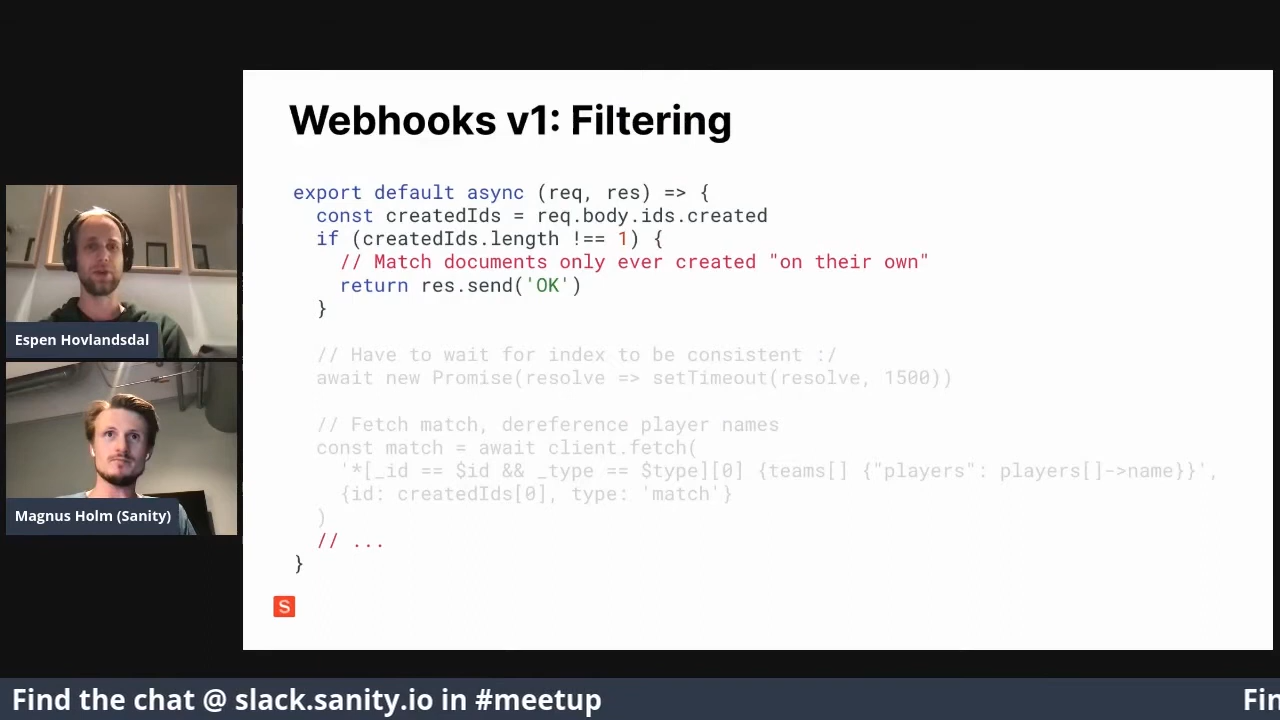 Webhooks v1: Filtering
export default async (req, res) => {
const createdIds = req.body.ids.created
if (createdIds.length !== 1) {
// Match documents only ever created "on their own"
return res.send('OK')
}
// Have to wait for index to be consistent :/
await new Promise(resolve => setTimeout(resolve, 1500))
// Fetch match, dereference player names
const match = await client.fetch(
'*[_id == $id && _type == $type][0] {teams[] {"players": players[]->name}}',
{id: createdIds[0], type: 'match'}
)
// ...
}
S
Espen Hovlandsdal
Magnus Holm (Sanity)
Find the chat @ slack.sanity.io in #meetup
Fin